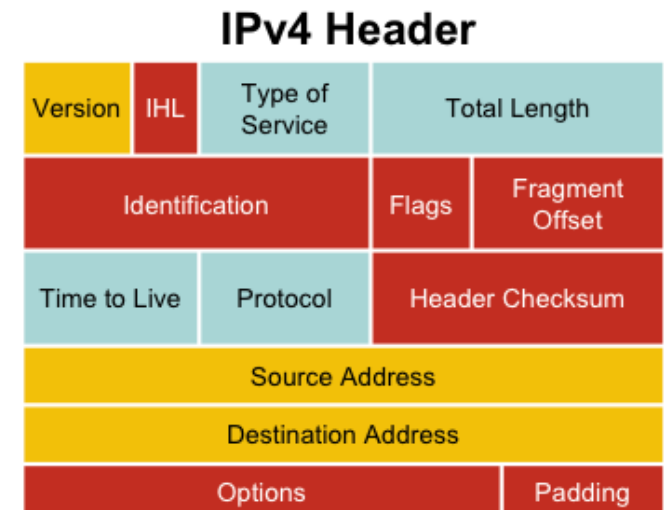 IPv4 Header
Version
IHL
Type of
Service
Total Length
Identification
Flags
Fragment
Offset
Time to Live
Protocol
Header Checksum
Source Address
Destination Address
Options
Padding